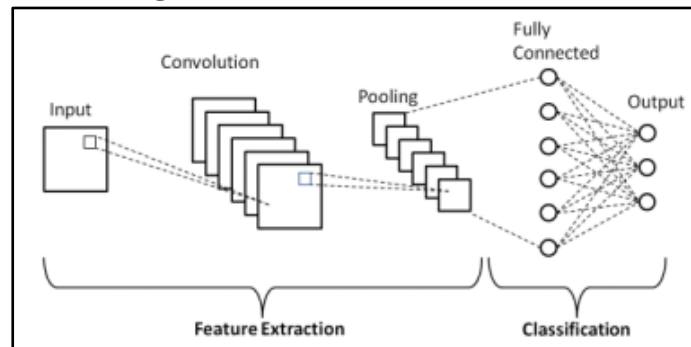 Fully
Connected
Convolution
Pooling
Input
Output
Feature Extraction
Classification